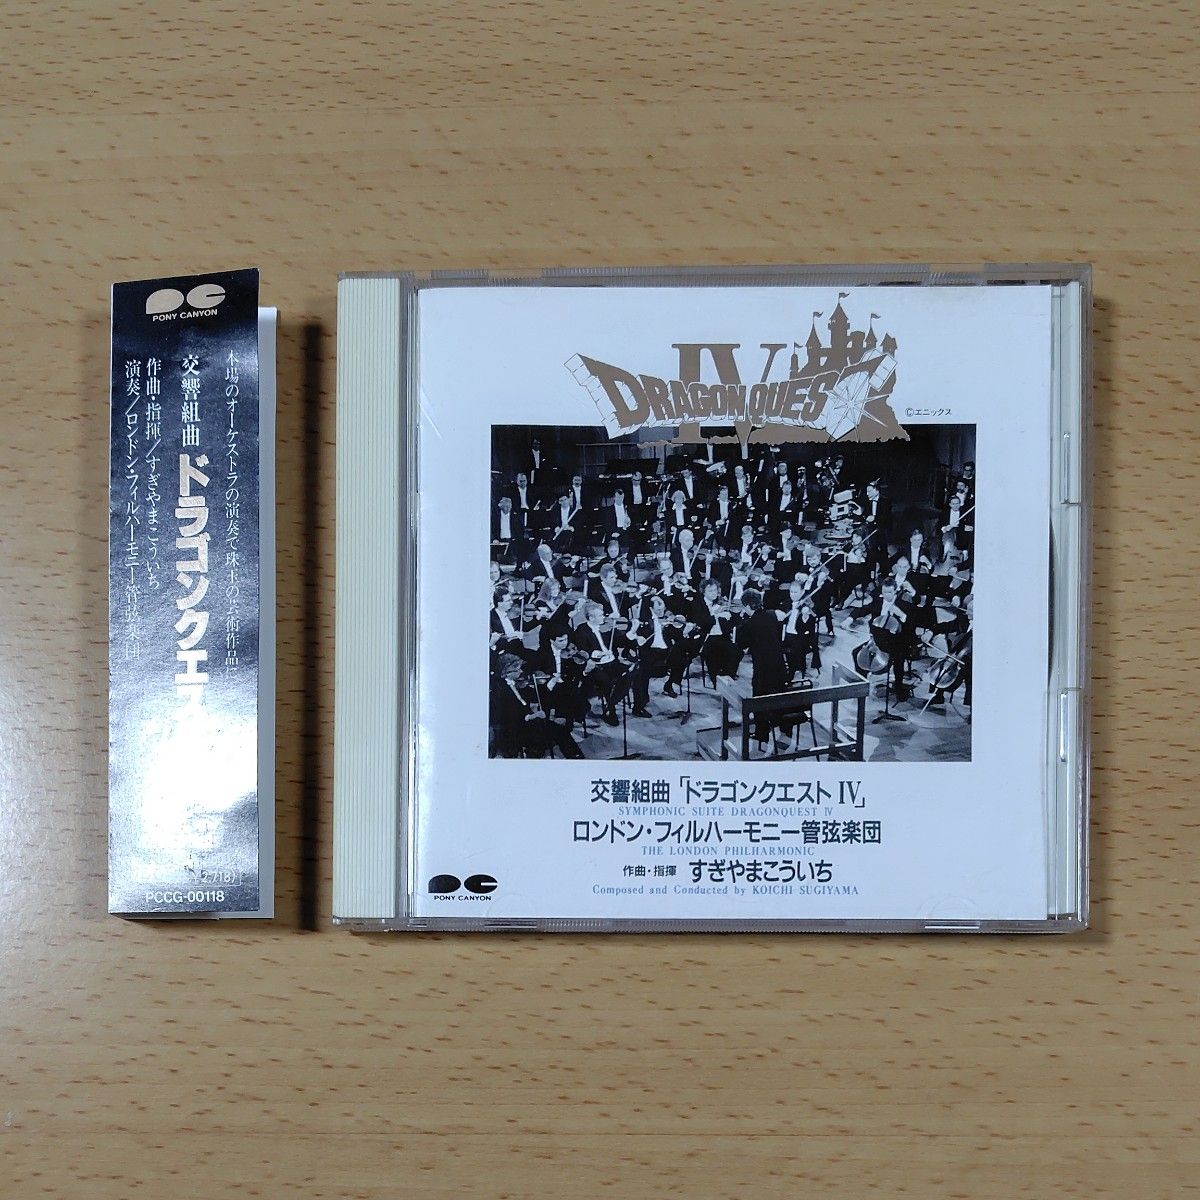 PONY CANYON
本場のオーケストラの演奏で珠玉の芸術作品に
交響組曲 ドラゴンクエス
作曲・指揮/すぎやまこういち
演奏/ロンドン・フィルハーモニー管弦楽団
2,718)
PCCG-00118
IV
DRAGON QUEST
©エニックス
交響組曲「ドラゴンクエスト IV」
SYMPHONIC SUITE DRAGONQUEST IV
ロンドン・フィルハーモニー管弦楽団
THE LONDON PHILHARMONIC
作曲・指揮 すぎやまこういち
Composed and Conducted by KOICHI SUGIYAMA
PONY CANYON